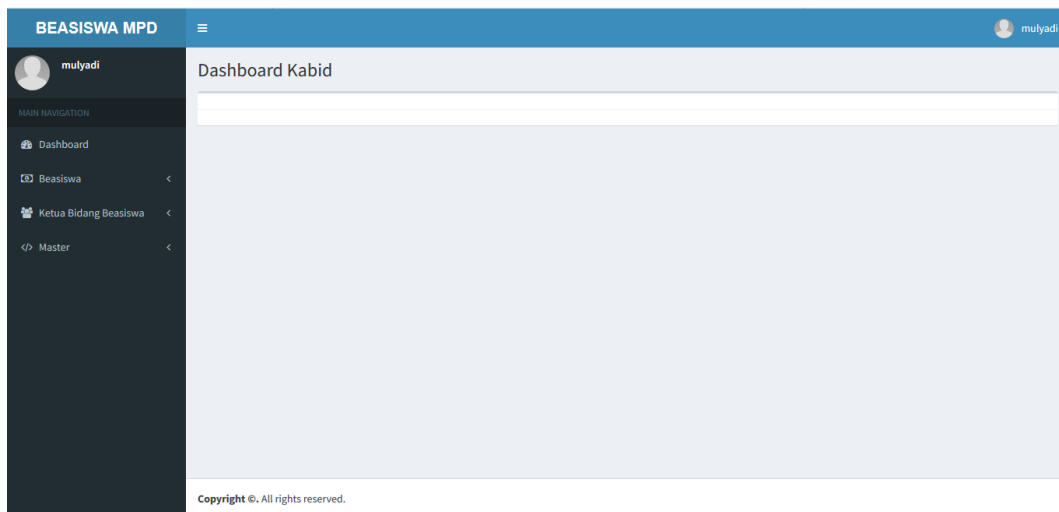 BEASISWA MPD
mulyadi
mulyadi
MAIN NAVIGATION
Dashboard
Beasiswa
Ketua Bidang Beasiswa
Master
Dashboard Kabid
Copyright ©. All rights reserved.